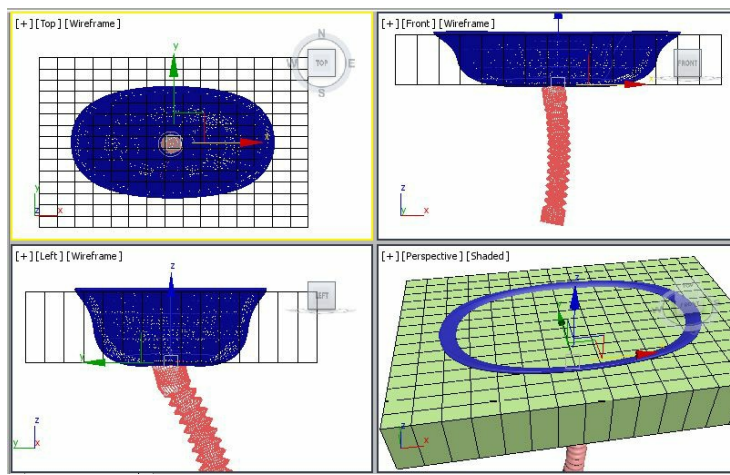 [+] [Top] [Wireframe]
N
W
TOP
E
S
y
x
y
z
x
[+] [Front] [Wireframe]
FRONT
z
y
x
[+] [Left] [Wireframe]
z
LEFT
y
z
y
x
[+] [Perspective] [Shaded]
z
y
x